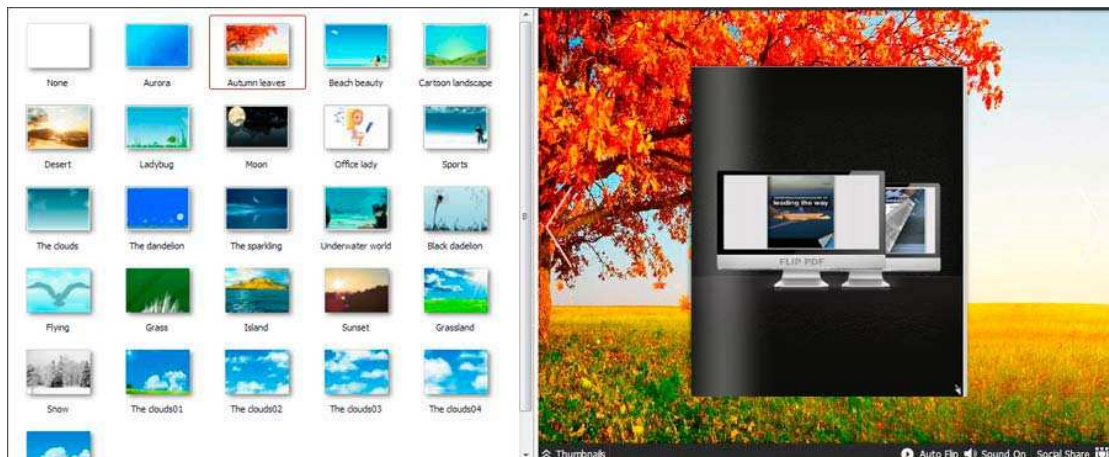 None Aurora Autumn leaves Beach beauty Cartoon landscape
Desert Ladybug Moon Office lady Sports
The clouds The dandelion The sparkling Underwater world Black dadelion
Flying Grass Island Sunset Grassland
Snow The clouds01 The clouds02 The clouds03 The clouds04
leading the way
FLIP PDF
Thumbnails Auto Flip Sound On Social Share